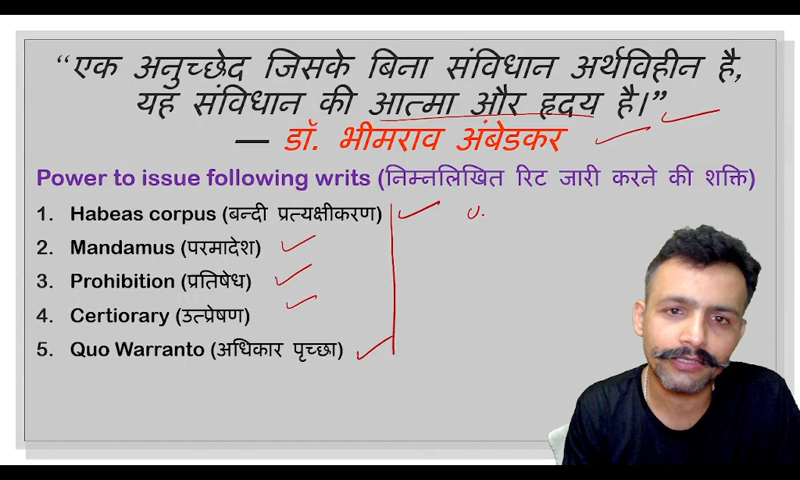 “एक अनुच्छेद जिसके बिना संविधान अर्थविहीन है,
यह संविधान की आत्मा और हृदय है।”
— डॉ. भीमराव अंबेडकर
Power to issue following writs (निम्नलिखित रिट जारी करने की शक्ति)
1. Habeas corpus (बन्दी प्रत्यक्षीकरण)
2. Mandamus (परमादेश)
3. Prohibition (प्रतिषेध)
4. Certiorary (उत्प्रेषण)
5. Quo Warranto (अधिकार पृच्छा)